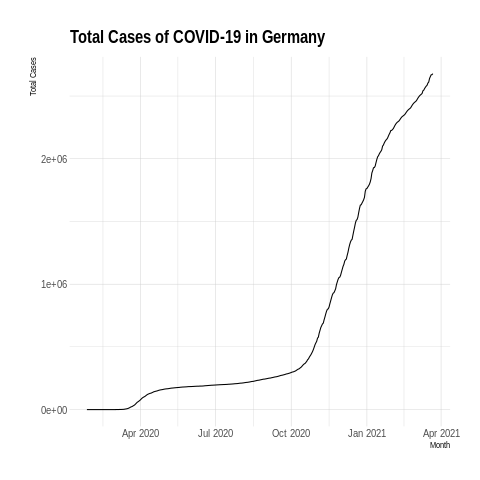 Total Cases of COVID-19 in Germany
Total Cases
2e+06
1e+06
0e+00
Apr 2020 Jul 2020 Oct 2020 Jan 2021 Apr 2021
Month